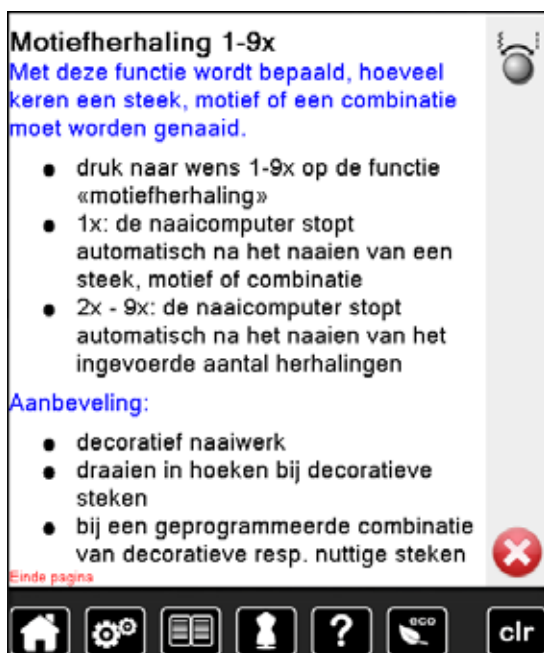 Motiefherhaling 1-9x
Met deze functie wordt bepaald, hoeveel
keren een steek, motief of een combinatie
moet worden genaaid.
● druk naar wens 1-9x op de functie
«motiefherhaling»
● 1x: de naaicomputer stopt
automatisch na het naaien van een
steek, motief of combinatie
● 2x - 9x: de naaicomputer stopt
automatisch na het naaien van het
ingevoerde aantal herhalingen
Aanbeveling:
● decoratief naaiwerk
● draaien in hoeken bij decoratieve
steken
● bij een geprogrammeerde combinatie
van decoratieve resp. nuttige steken
Einde pagina
? eco clr